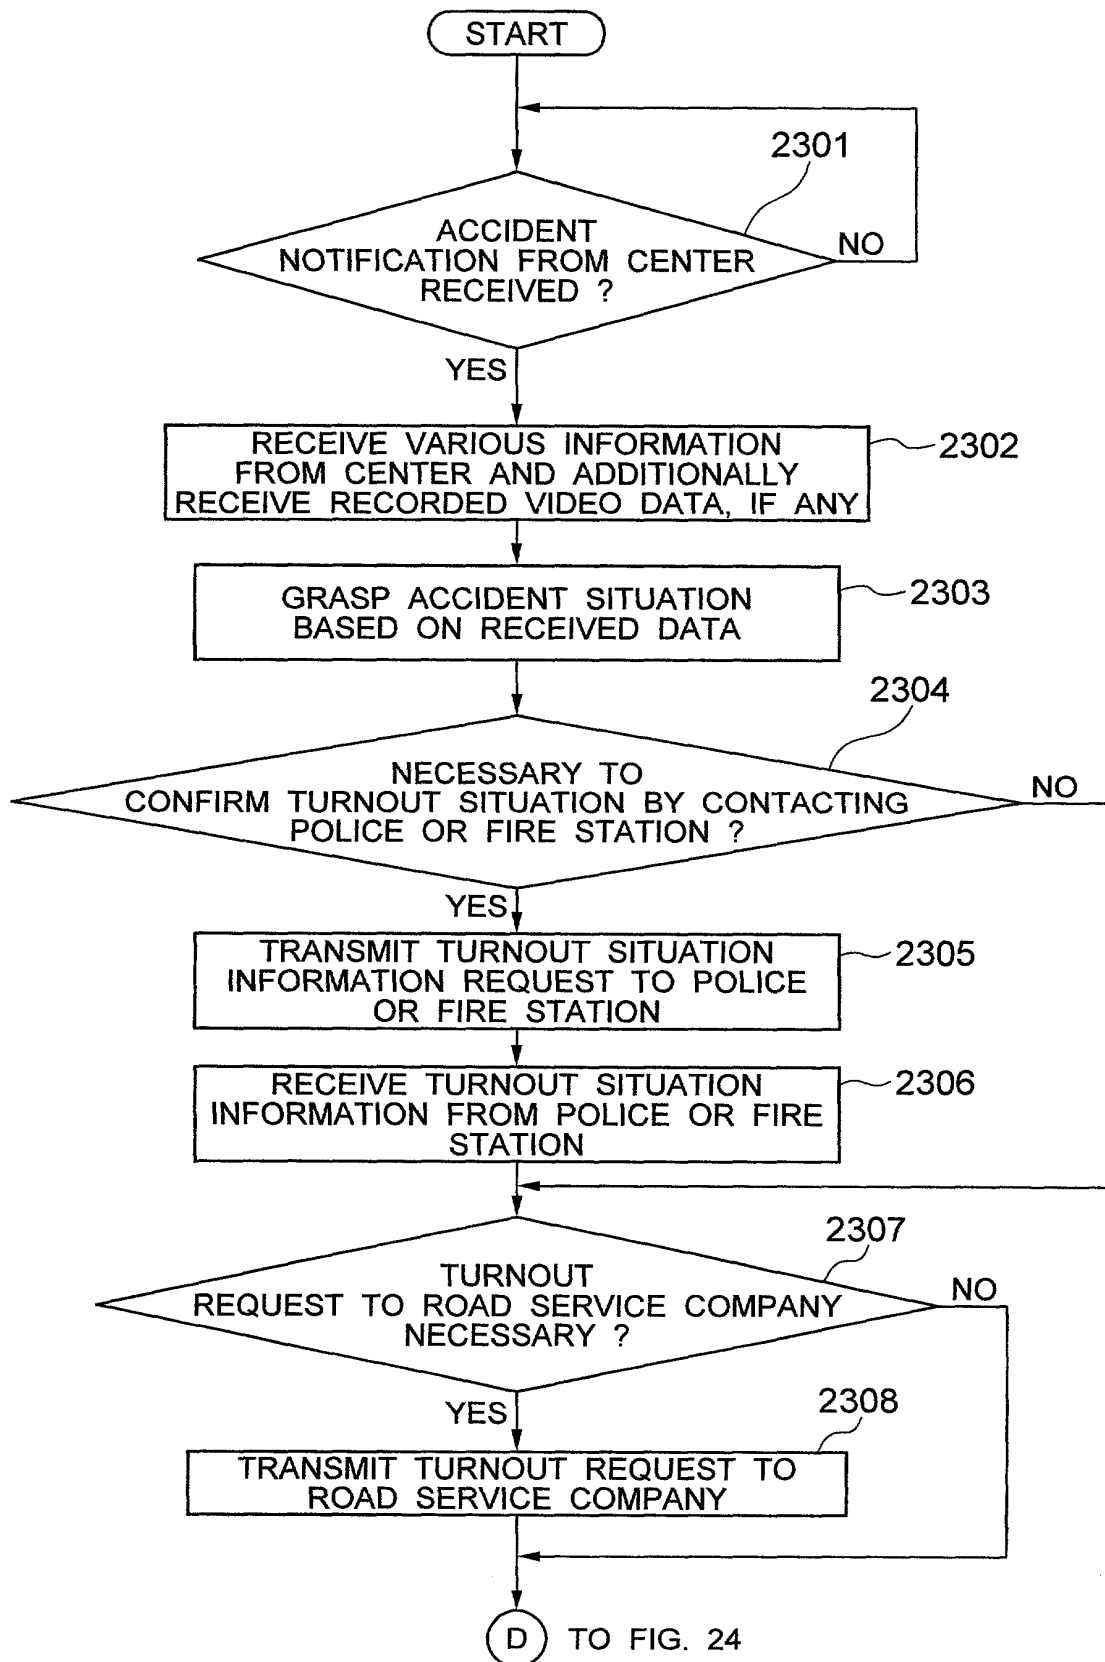 START
2301
ACCIDENT
NOTIFICATION FROM CENTER
RECEIVED ?
NO
YES
RECEIVE VARIOUS INFORMATION
FROM CENTER AND ADDITIONALLY
RECEIVE RECORDED VIDEO DATA, IF ANY
2302
GRASP ACCIDENT SITUATION
BASED ON RECEIVED DATA
2303
2304
NECESSARY TO
CONFIRM TURNOUT SITUATION BY CONTACTING
POLICE OR FIRE STATION ?
NO
YES
TRANSMIT TURNOUT SITUATION
INFORMATION REQUEST TO POLICE
OR FIRE STATION
2305
RECEIVE TURNOUT SITUATION
INFORMATION FROM POLICE OR FIRE
STATION
2306
2307
TURNOUT
REQUEST TO ROAD SERVICE COMPANY
NECESSARY ?
NO
YES
2308
TRANSMIT TURNOUT REQUEST TO
ROAD SERVICE COMPANY
D TO FIG. 24